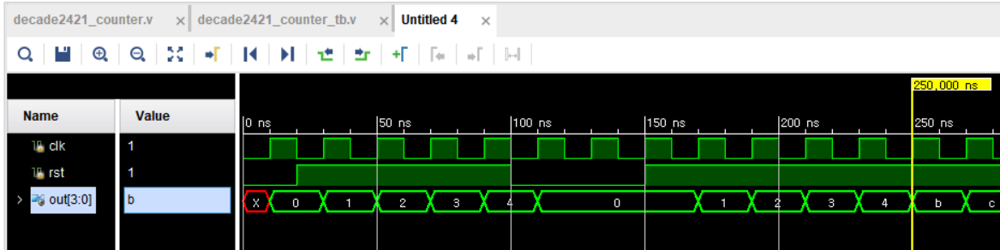 decade2421_counter.v × decade2421_counter_tb.v × Untitled 4 ×
250.000 ns
Name Value
0 ns 50 ns 100 ns 150 ns 200 ns 250 ns
clk 1
rst 1
out[3:0] b X 0 1 2 3 4 0 1 2 3 4 b c